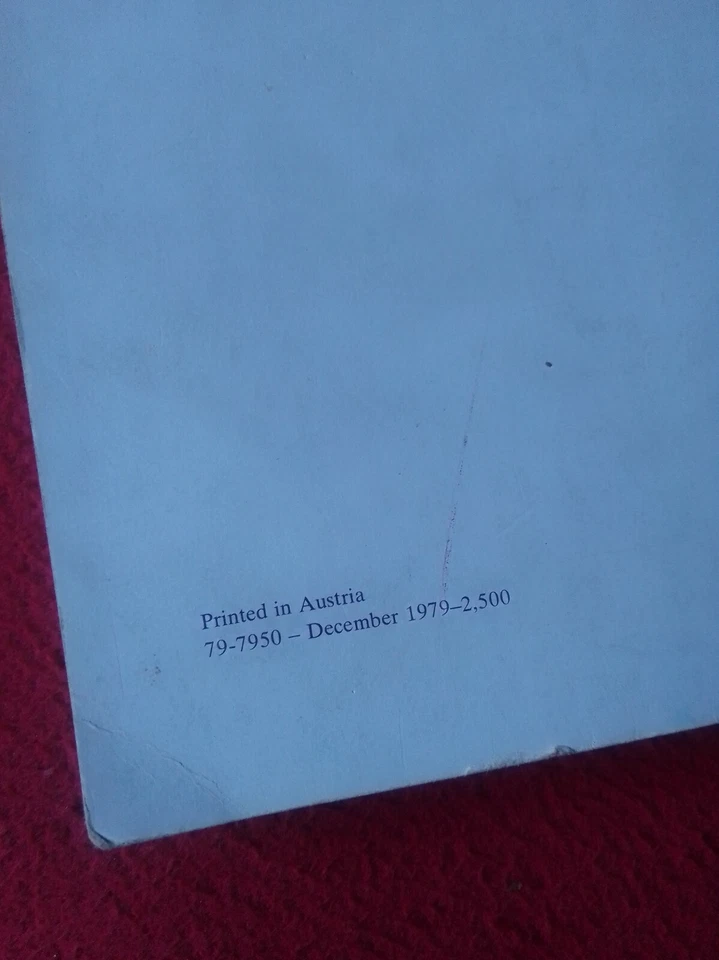 Printed in Austria
79-7950 – December 1979–2,500